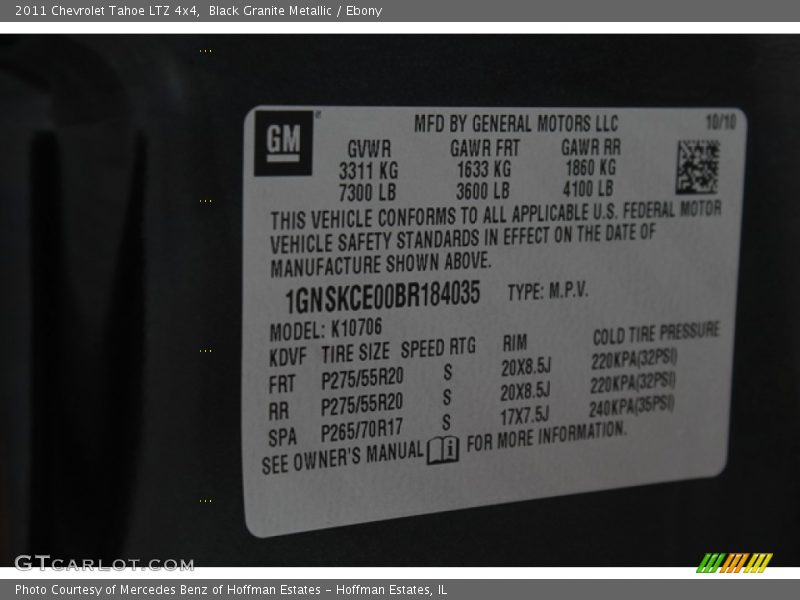 2011 Chevrolet Tahoe LTZ 4x4, Black Granite Metallic / Ebony
GM
MFD BY GENERAL MOTORS LLC 10/10
GVWR GAWR FRT GAWR RR
3311 KG 1633 KG 1860 KG
7300 LB 3600 LB 4100 LB
THIS VEHICLE CONFORMS TO ALL APPLICABLE U.S. FEDERAL MOTOR
VEHICLE SAFETY STANDARDS IN EFFECT ON THE DATE OF
MANUFACTURE SHOWN ABOVE.
1GNSKCE00BR184035 TYPE: M.P.V.
MODEL: K10706
KDVF TIRE SIZE SPEED RTG RIM COLD TIRE PRESSURE
FRT P275/55R20 S 20X8.5J 220KPA(32PSI)
RR P275/55R20 S 20X8.5J 220KPA(32PSI)
SPA P265/70R17 S 17X7.5J 240KPA(35PSI)
SEE OWNER'S MANUAL FOR MORE INFORMATION.
GTCARLOT.COM
Photo Courtesy of Mercedes Benz of Hoffman Estates - Hoffman Estates, IL